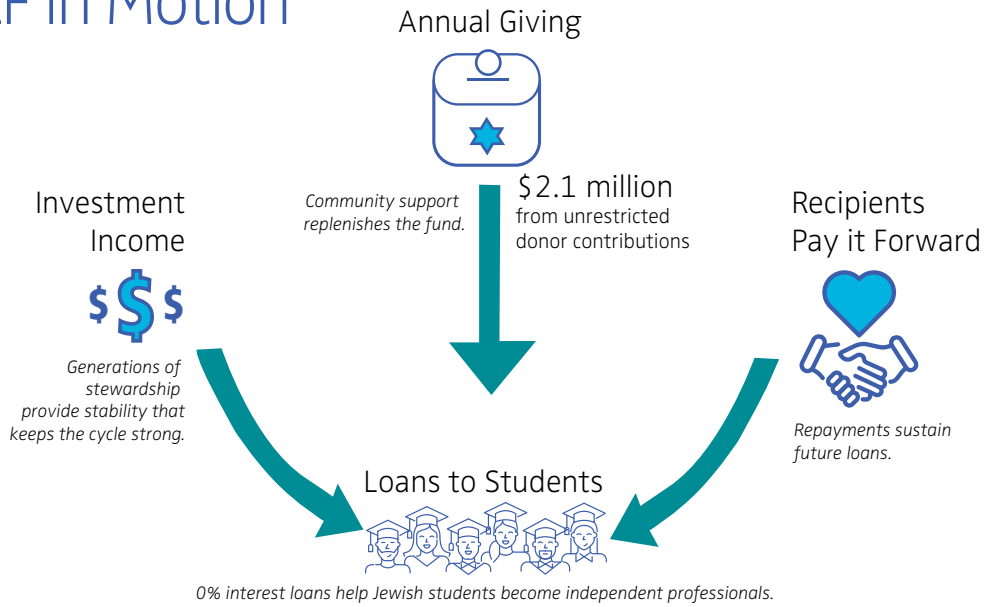 in Motion
Annual Giving
Community support
replenishes the fund.
$2.1 million
from unrestricted
donor contributions
Investment
Income
$ $ $
Generations of
stewardship
provide stability that
keeps the cycle strong.
Recipients
Pay it Forward
Repayments sustain
future loans.
Loans to Students
0% interest loans help Jewish students become independent professionals.